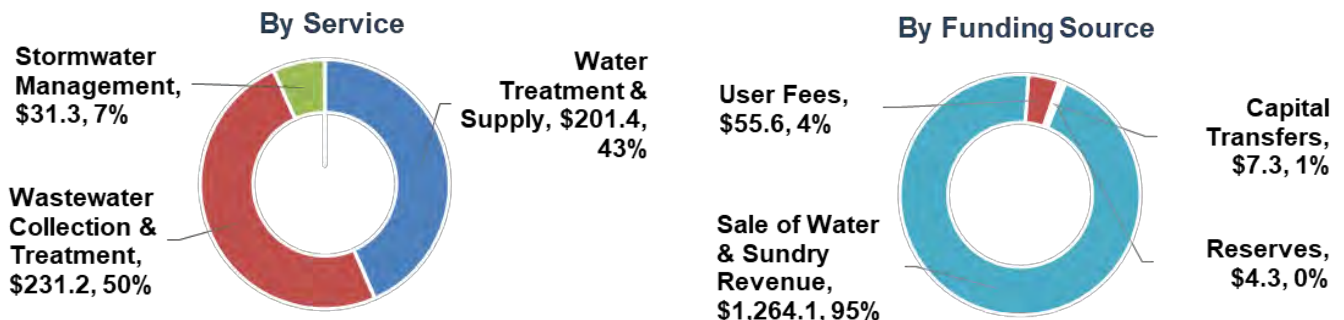 By Service
Stormwater
Management,
$31.3, 7%
Water
Treatment &
Supply, $201.4,
43%
Wastewater
Collection &
Treatment,
$231.2, 50%
By Funding Source
User Fees,
$55.6, 4%
Capital
Transfers,
$7.3, 1%
Sale of Water
& Sundry
Revenue,
$1,264.1, 95%
Reserves,
$4.3, 0%